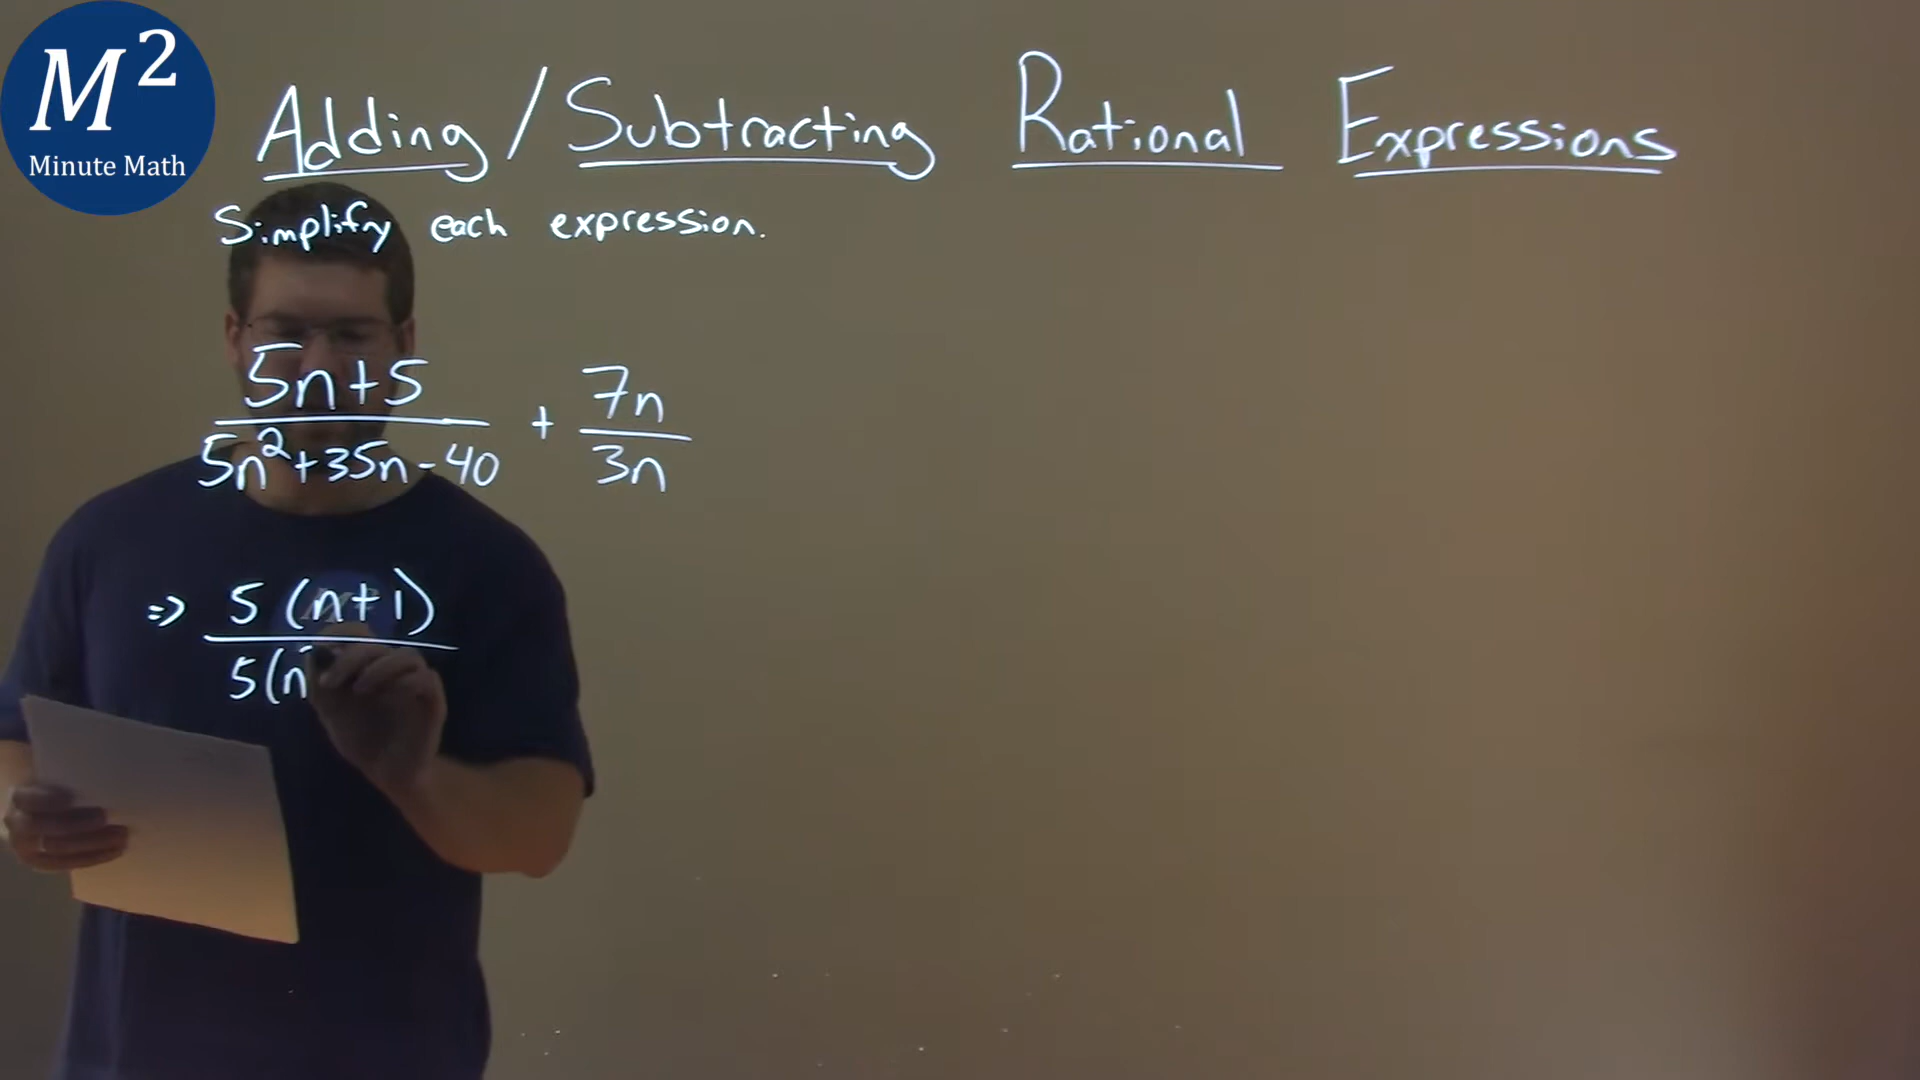 M²
Minute Math
Adding / Subtracting Rational Expressions
Simplify each expression.
5n+5 / 5n²+35n-40 + 7n / 3n
=> 5 (n+1)
5(n